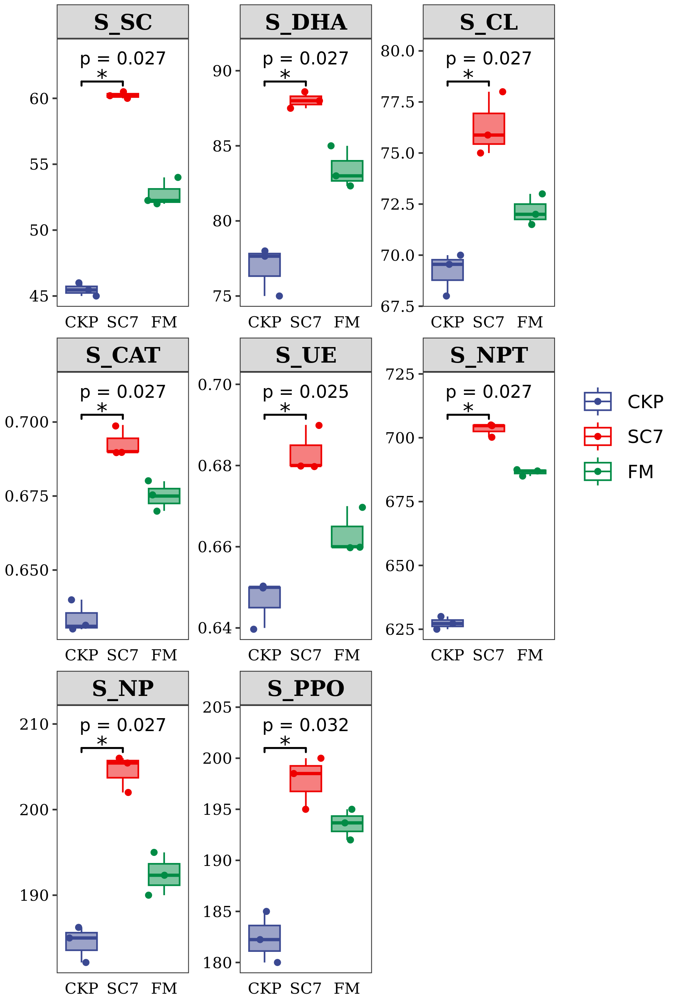 S_SC
p = 0.027
*
60
55
50
45
CKP SC7 FM
S_DHA
p = 0.027
*
90
85
80
75
CKP SC7 FM
S_CL
p = 0.027
*
80.0
77.5
75.0
72.5
70.0
67.5
CKP SC7 FM
S_CAT
p = 0.027
*
0.700
0.675
0.650
CKP SC7 FM
S_UE
p = 0.025
*
0.70
0.68
0.66
0.64
CKP SC7 FM
S_NPT
p = 0.027
*
725
700
675
650
625
CKP SC7 FM
CKP
SC7
FM
S_NP
p = 0.027
*
210
200
190
CKP SC7 FM
S_PPO
p = 0.032
*
205
200
195
190
185
180
CKP SC7 FM